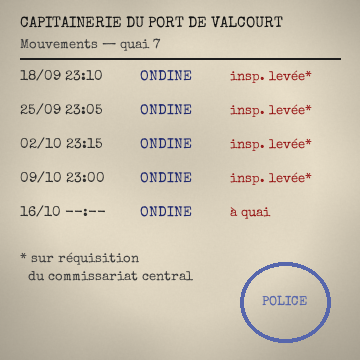 CAPITAINERIE DU PORT DE VALCOURT
Mouvements — quai 7
18/09 23:10 ONDINE insp. levée*
25/09 23:05 ONDINE insp. levée*
02/10 23:15 ONDINE insp. levée*
09/10 23:00 ONDINE insp. levée*
16/10 --:-- ONDINE à quai
* sur réquisition
du commissariat central
POLICE